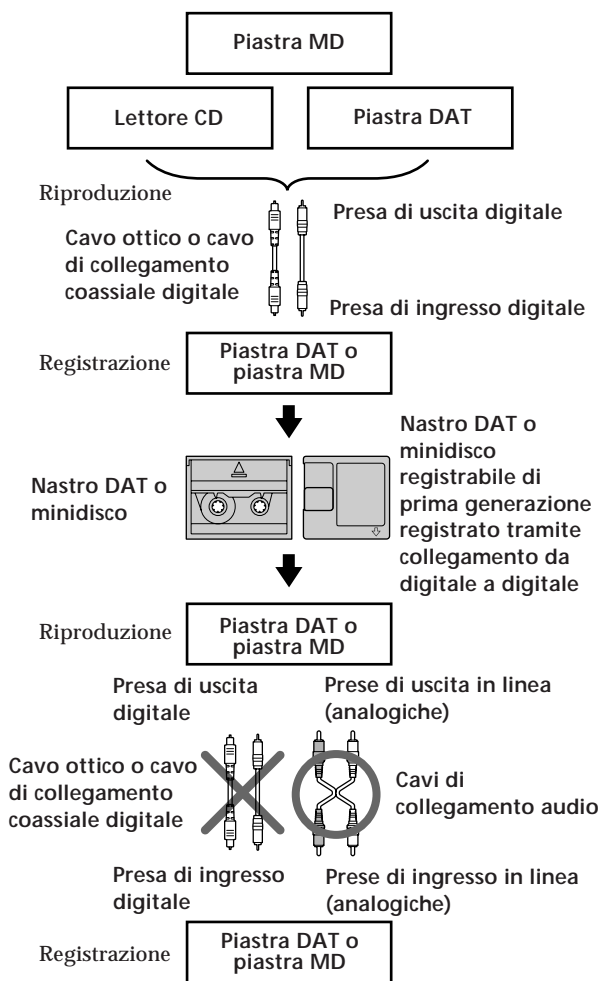 Piastra MD
Lettore CD
Piastra DAT
Riproduzione
Presa di uscita digitale
Cavo ottico o cavo
di collegamento
coassiale digitale
Presa di ingresso digitale
Registrazione
Piastra DAT o
piastra MD
Nastro DAT o
minidisco
Nastro DAT o
minidisco
registrabile di
prima generazione
registrato tramite
collegamento da
digitale a digitale
Riproduzione
Piastra DAT o
piastra MD
Presa di uscita
digitale
Prese di uscita in linea
(analogiche)
Cavo ottico o cavo
di collegamento
coassiale digitale
Cavi di
collegamento audio
Presa di ingresso
digitale
Prese di ingresso in linea
(analogiche)
Registrazione
Piastra DAT o
piastra MD